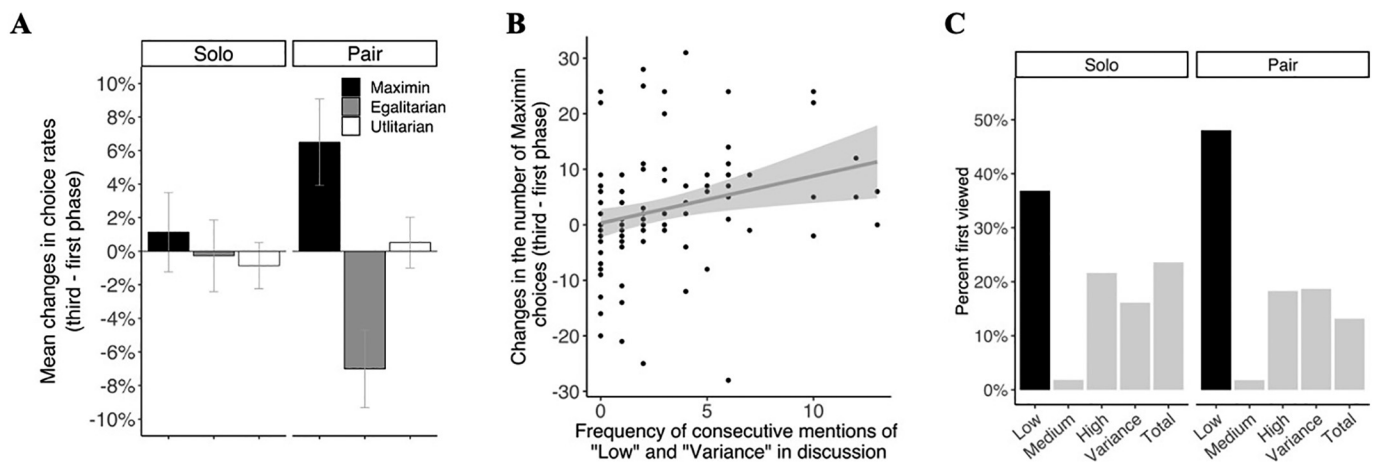 A
Solo
Pair
Mean changes in choice rates
(third - first phase)
10%
8%
6%
4%
2%
0%
-2%
-4%
-6%
-8%
-10%
Maximin
Egalitarian
Utlitarian
B
Changes in the number of Maximin
choices (third - first phase)
30
20
10
0
-10
-20
-30
0
5
10
Frequency of consecutive mentions of
"Low" and "Variance" in discussion
C
Solo
Pair
Percent first viewed
50%
40%
30%
20%
10%
0%
Low
Medium
High
Variance
Total
Low
Medium
High
Variance
Total